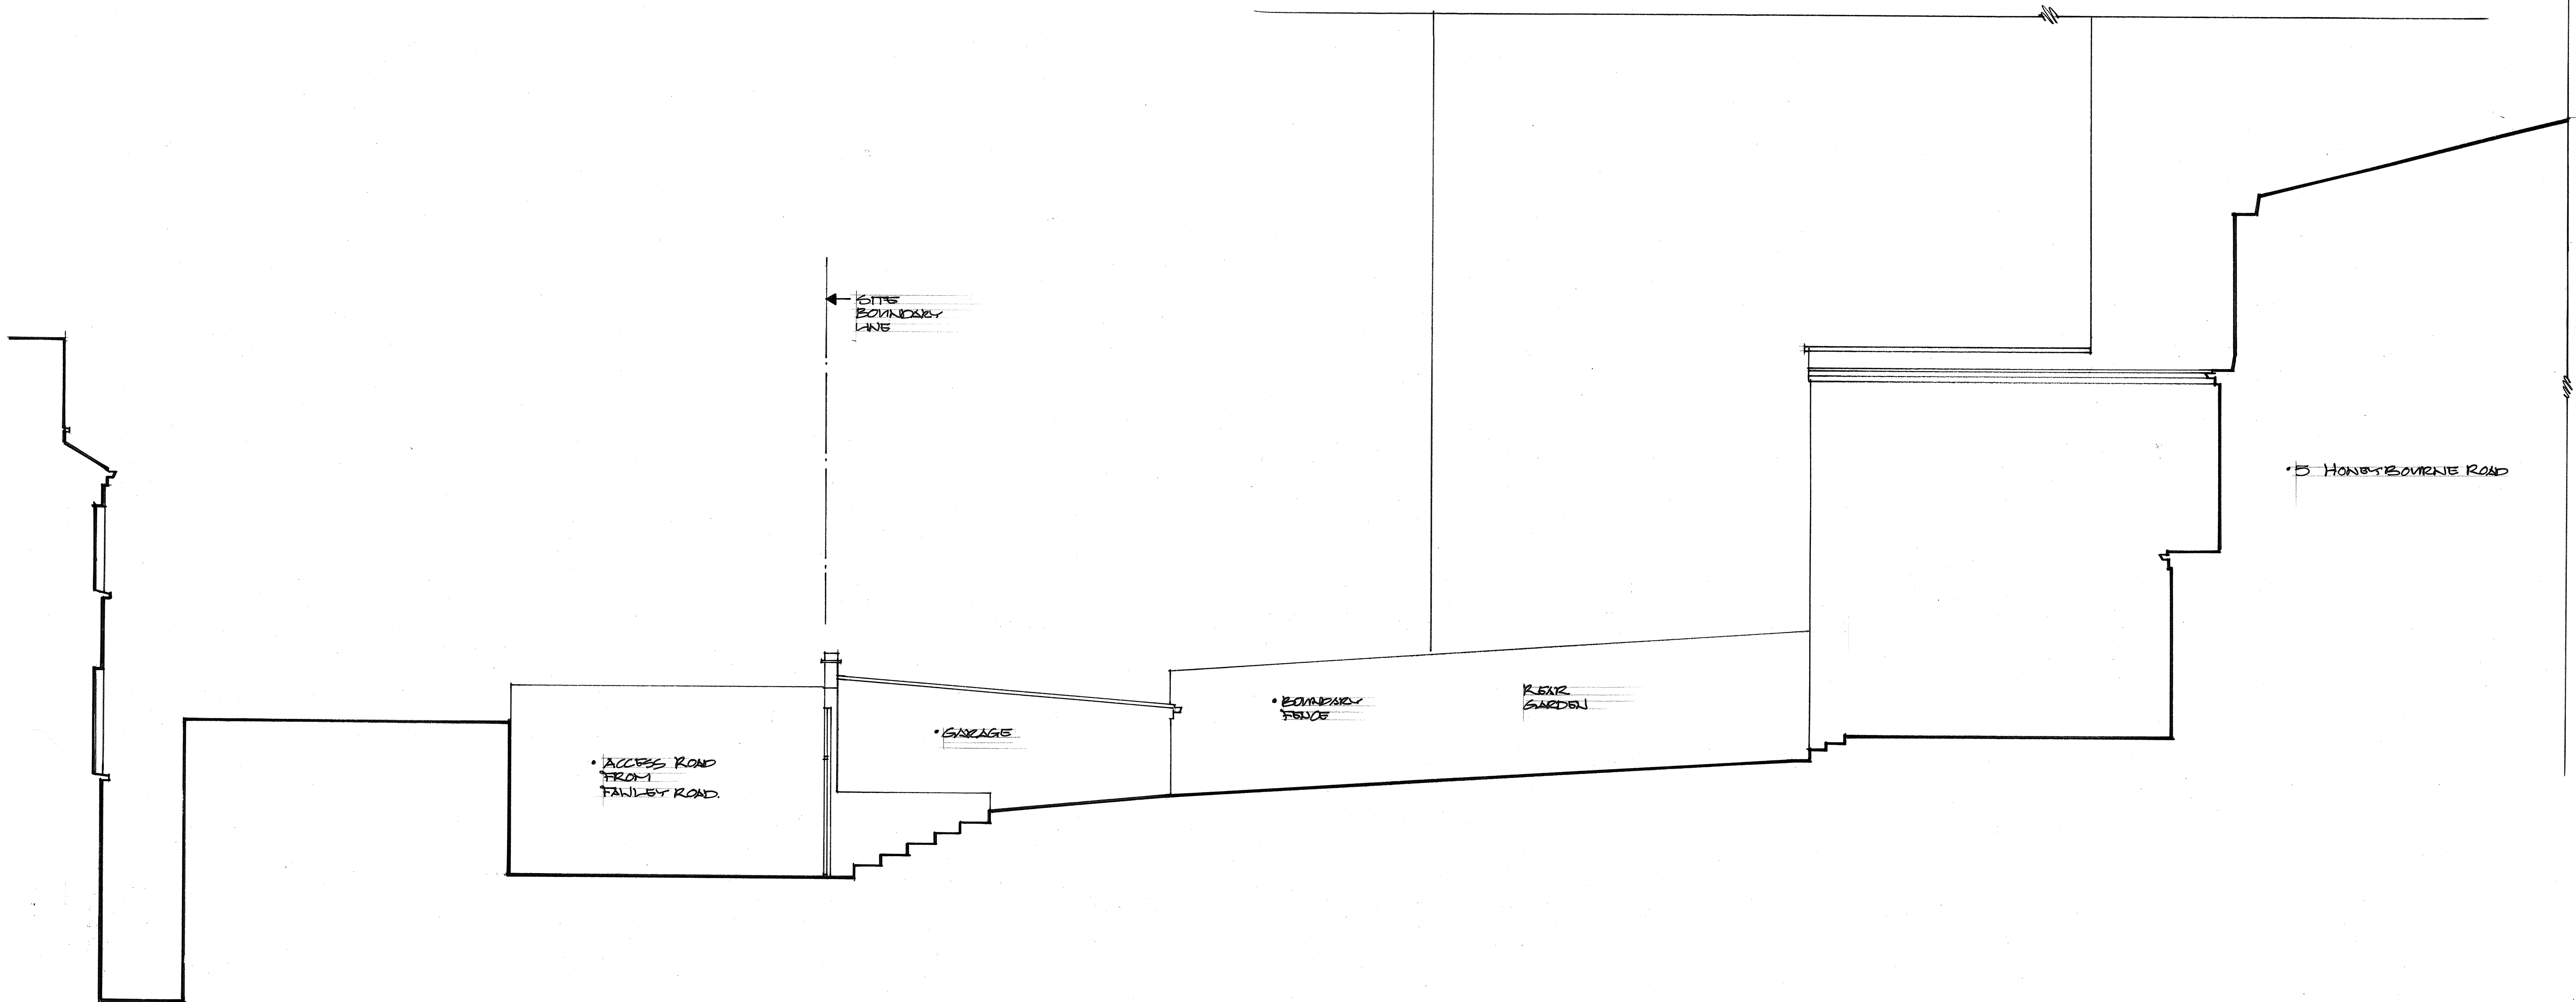 SITE
BOUNDARY
LINE
• 5 HONEYBOURNE ROAD
• BOUNDARY
FENCE
REAR
GARDEN
• GARAGE
• ACCESS ROAD
FROM
FAWLEY ROAD.